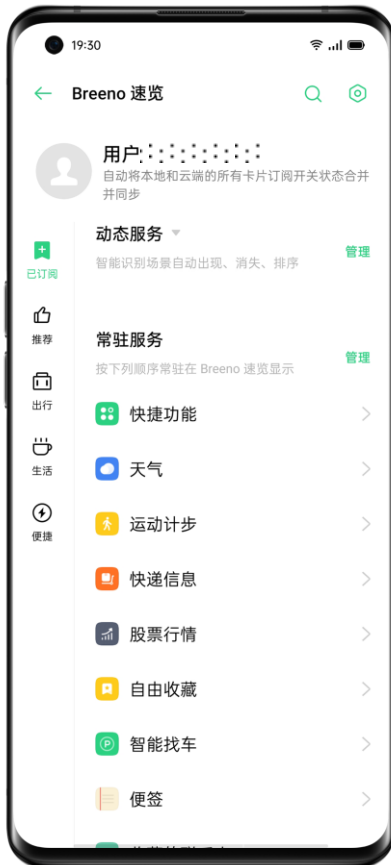 19:30
Breeno 速览
用户
自动将本地和云端的所有卡片订阅开关状态合并
并同步
已订阅
推荐
出行
生活
便捷
动态服务
智能识别场景自动出现、消失、排序
管理
常驻服务
按下列顺序常驻在 Breeno 速览显示
管理
快捷功能
天气
运动计步
快递信息
股票行情
自由收藏
智能找车
便签